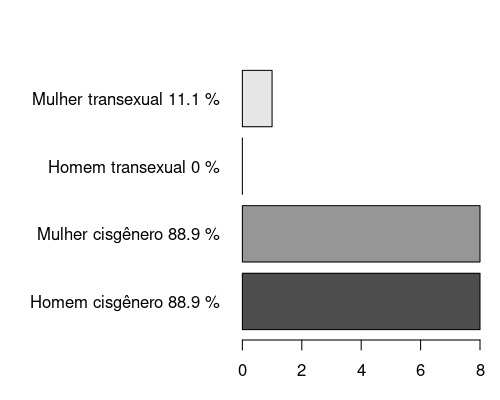 Mulher transexual 11.1 %
Homem transexual 0 %
Mulher cisgênero 88.9 %
Homem cisgênero 88.9 %
0 2 4 6 8